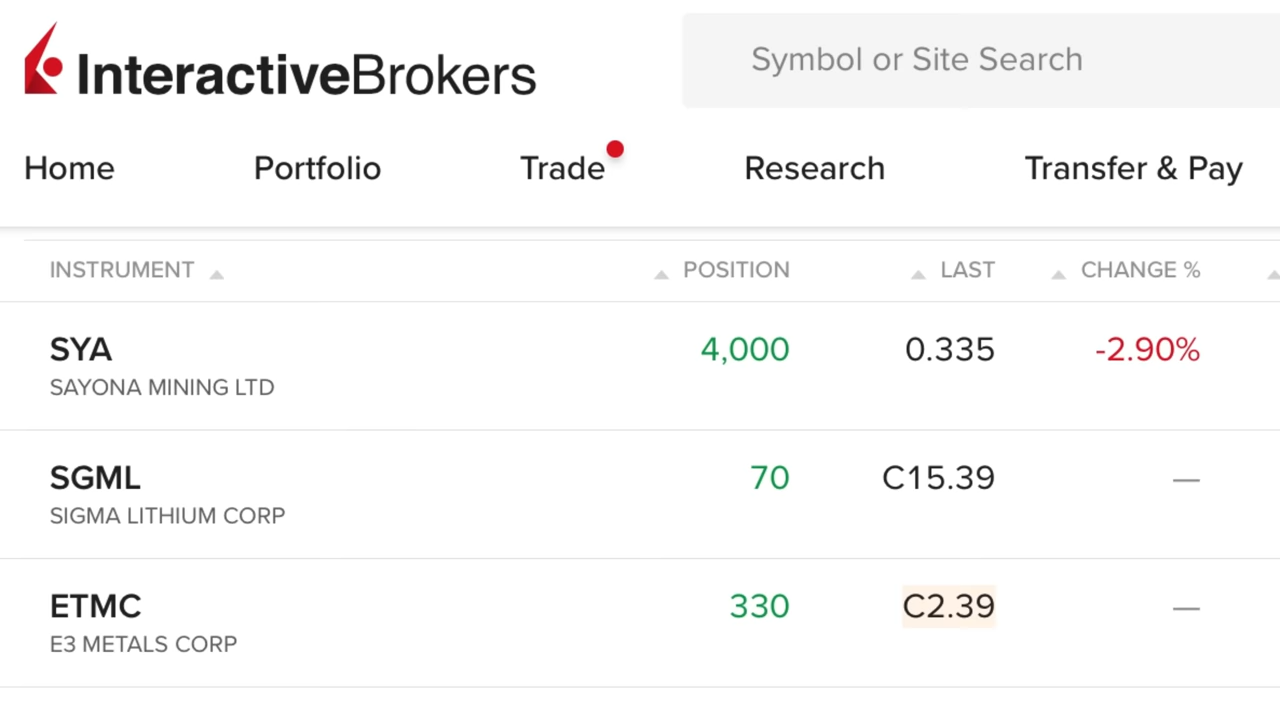 InteractiveBrokers
Symbol or Site Search
Home Portfolio Trade Research Transfer & Pay
INSTRUMENT POSITION LAST CHANGE %
SYA 4,000 0.335 -2.90%
SAYONA MINING LTD
SGML 70 C15.39 —
SIGMA LITHIUM CORP
ETMC 330 C2.39 —
E3 METALS CORP